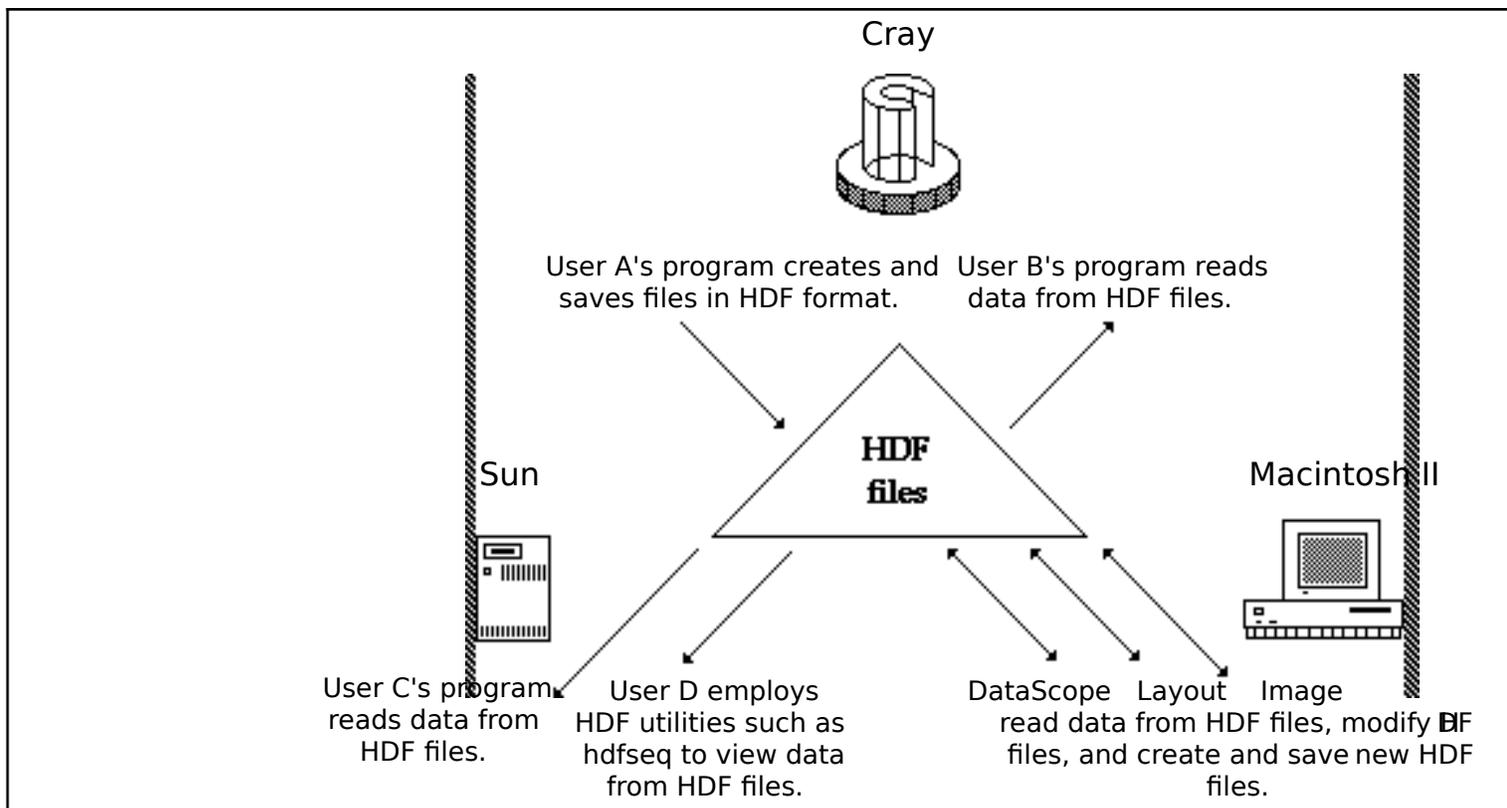 Cray
User A's program creates and
saves files in HDF format.
User B's program reads
data from HDF files.
HDF
files
Sun
Macintosh II
User C's program
reads data from
HDF files.
User D employs
HDF utilities such as
hdfseq to view data
from HDF files.
DataScope Layout Image
read data from HDF files, modify
files, and create and save new HDF
files.